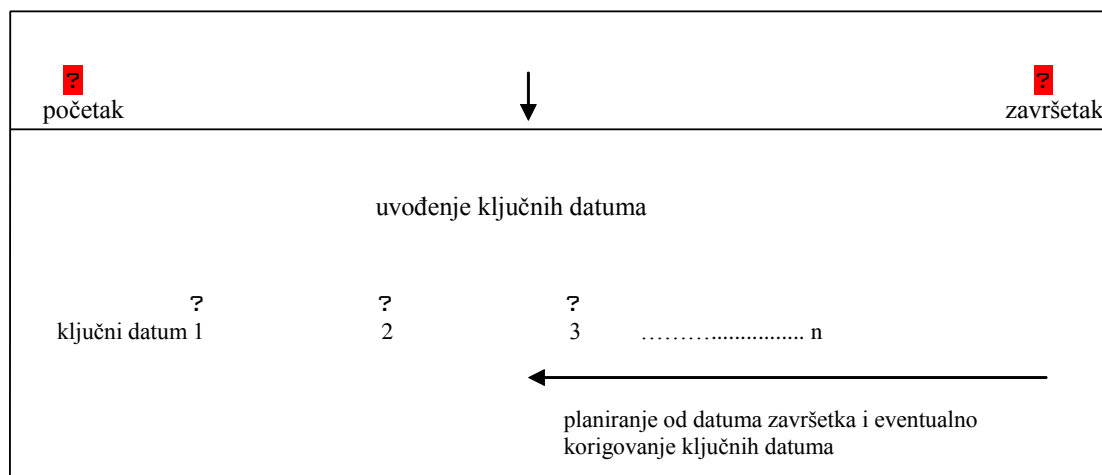 ? ?
početak završetak
uvođenje ključnih datuma
? ? ?
ključni datum 1 2 3 ………................ n
planiranje od datuma završetka i eventualno
korigovanje ključnih datuma